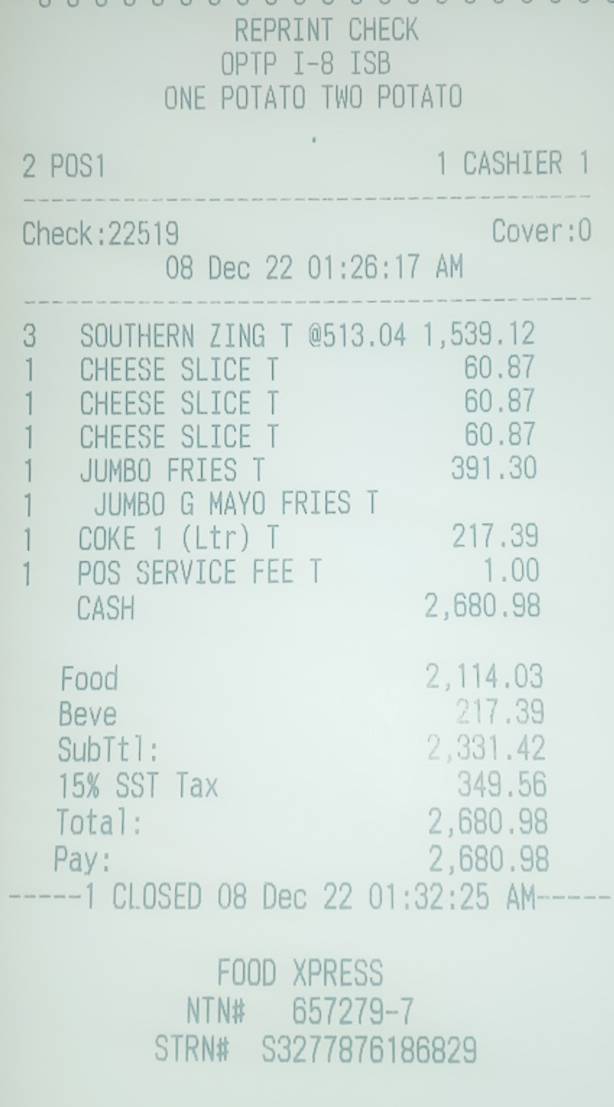 REPRINT CHECK
OPTP I-8 ISB
ONE POTATO TWO POTATO
2 POS1 1 CASHIER 1
Check:22519 Cover:0
08 Dec 22 01:26:17 AM
3 SOUTHERN ZING T @513.04 1,539.12
1 CHEESE SLICE T 60.87
1 CHEESE SLICE T 60.87
1 CHEESE SLICE T 60.87
1 JUMBO FRIES T 391.30
1 JUMBO G MAYO FRIES T
1 COKE 1 (Ltr) T 217.39
1 POS SERVICE FEE T 1.00
CASH 2,680.98
Food 2,114.03
Beve 217.39
SubTtl: 2,331.42
15% SST Tax 349.56
Total: 2,680.98
Pay: 2,680.98
-----1 CLOSED 08 Dec 22 01:32:25 AM-----
FOOD XPRESS
NTN# 657279-7
STRN# S3277876186829